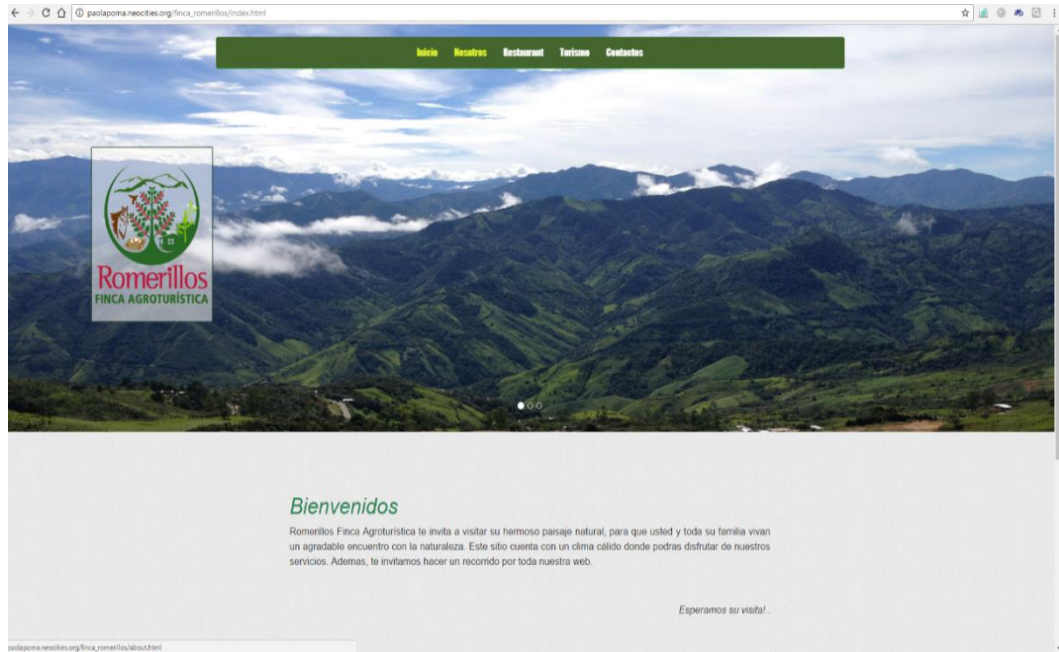 paolapoma.neocities.org/finca_romerillos/index.html
Inicio Nosotros Restaurant Turismo Contactos
Romerillos
FINCA AGROTURÍSTICA
Bienvenidos
Romerillos Finca Agroturística te invita a visitar su hermoso paisaje natural, para que usted y toda su familia vivan
un agradable encuentro con la naturaleza. Este sitio cuenta con un clima cálido donde podras disfrutar de nuestros
servicios. Ademas, te invitamos hacer un recorrido por toda nuestra web.
Esperamos su visita!..
paolapoma.neocities.org/finca_romerillos/about.html